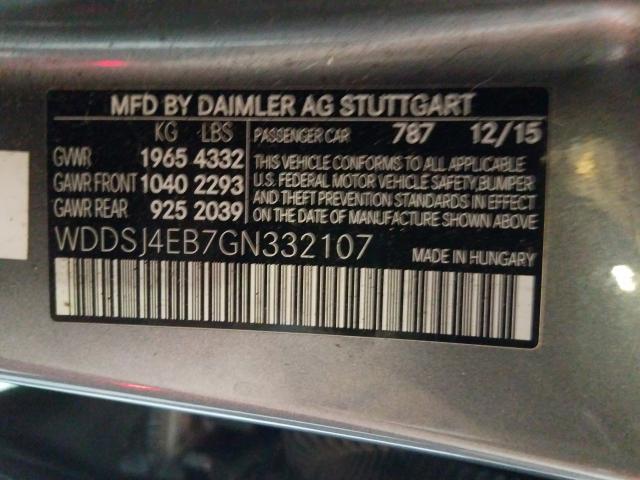 MFD BY DAIMLER AG STUTTGART
KG LBS
GVWR 1965 4332
GAWR FRONT 1040 2293
GAWR REAR 925 2039
PASSENGER CAR 787 12/15
THIS VEHICLE CONFORMS TO ALL APPLICABLE
U.S. FEDERAL MOTOR VEHICLE SAFETY, BUMPER
AND THEFT PREVENTION STANDARDS IN EFFECT
ON THE DATE OF MANUFACTURE SHOWN ABOVE
WDDSJ4EB7GN332107
MADE IN HUNGARY